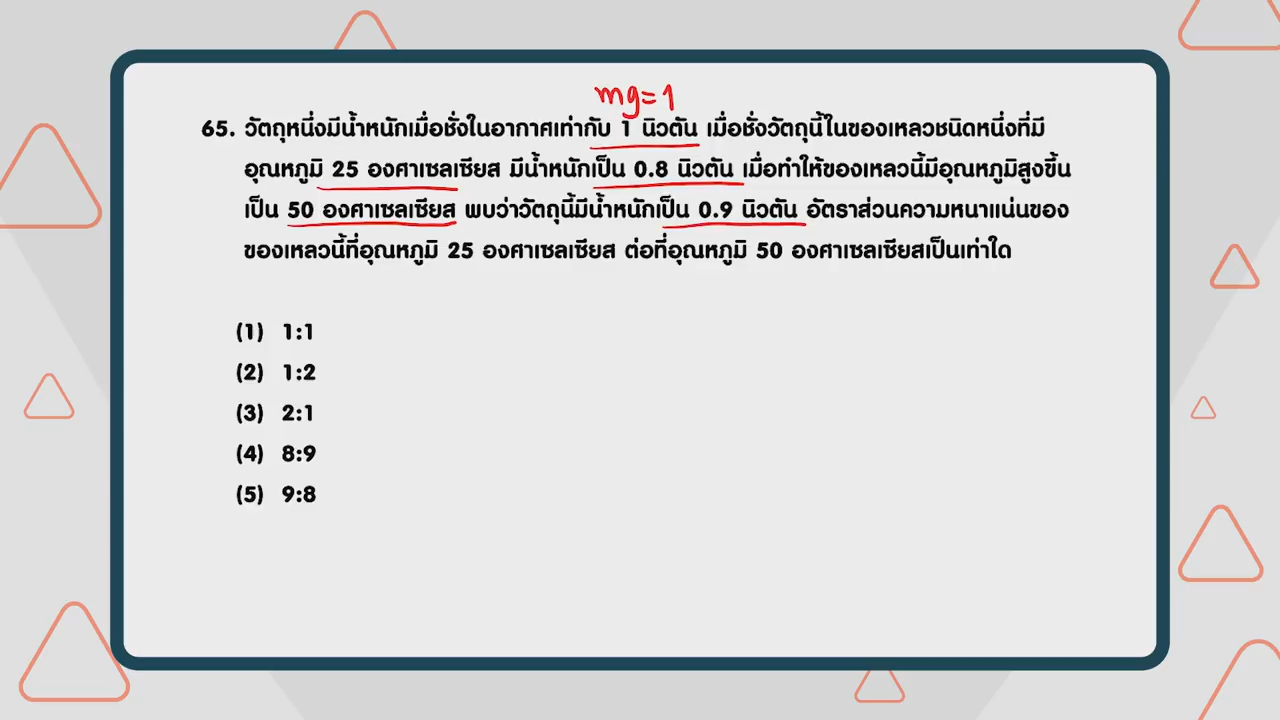 mg=1
65. วัตถุหนึ่งมีน้ำหนักเมื่อชั่งในอากาศเท่ากับ 1 นิวตัน เมื่อชั่งวัตถุนี้ในของเหลวชนิดหนึ่งที่มี
อุณหภูมิ 25 องศาเซลเซียส มีน้ำหนักเป็น 0.8 นิวตัน เมื่อทำให้ของเหลวนี้มีอุณหภูมิสูงขึ้น
เป็น 50 องศาเซลเซียส พบว่าวัตถุนี้มีน้ำหนักเป็น 0.9 นิวตัน อัตราส่วนความหนาแน่นของ
ของเหลวนี้ที่อุณหภูมิ 25 องศาเซลเซียส ต่อที่อุณหภูมิ 50 องศาเซลเซียสเป็นเท่าใด
(1) 1:1
(2) 1:2
(3) 2:1
(4) 8:9
(5) 9:8